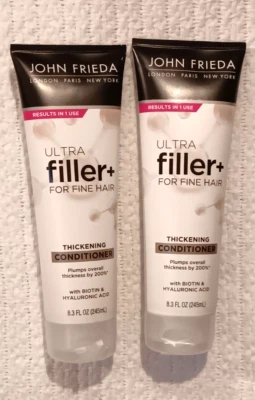 JOHN FRIEDA
LONDON PARIS NEW YORK
RESULTS IN 1 USE
ULTRA
filler+
FOR FINE HAIR
THICKENING
CONDITIONER
Plumps overall
thickness by 200%*
with BIOTIN &
HYALURONIC ACID
8.3 FL OZ (245mL)
JOHN FRIEDA
LONDON PARIS NEW YORK
RESULTS IN 1 USE
ULTRA
filler+
FOR FINE HAIR
THICKENING
CONDITIONER
Plumps overall
thickness by 200%*
with BIOTIN &
HYALURONIC ACID
8.3 FL OZ (245mL)